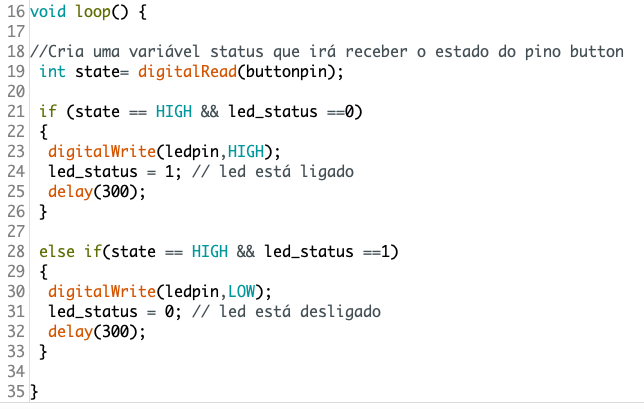 16 void loop() {
17
18 //Cria uma variável status que irá receber o estado do pino button
19 int state= digitalRead(buttonpin);
20
21 if (state == HIGH && led_status ==0)
22 {
23 digitalWrite(ledpin,HIGH);
24 led_status = 1; // led está ligado
25 delay(300);
26 }
27
28 else if(state == HIGH && led_status ==1)
29 {
30 digitalWrite(ledpin,LOW);
31 led_status = 0; // led está desligado
32 delay(300);
33 }
34
35 }